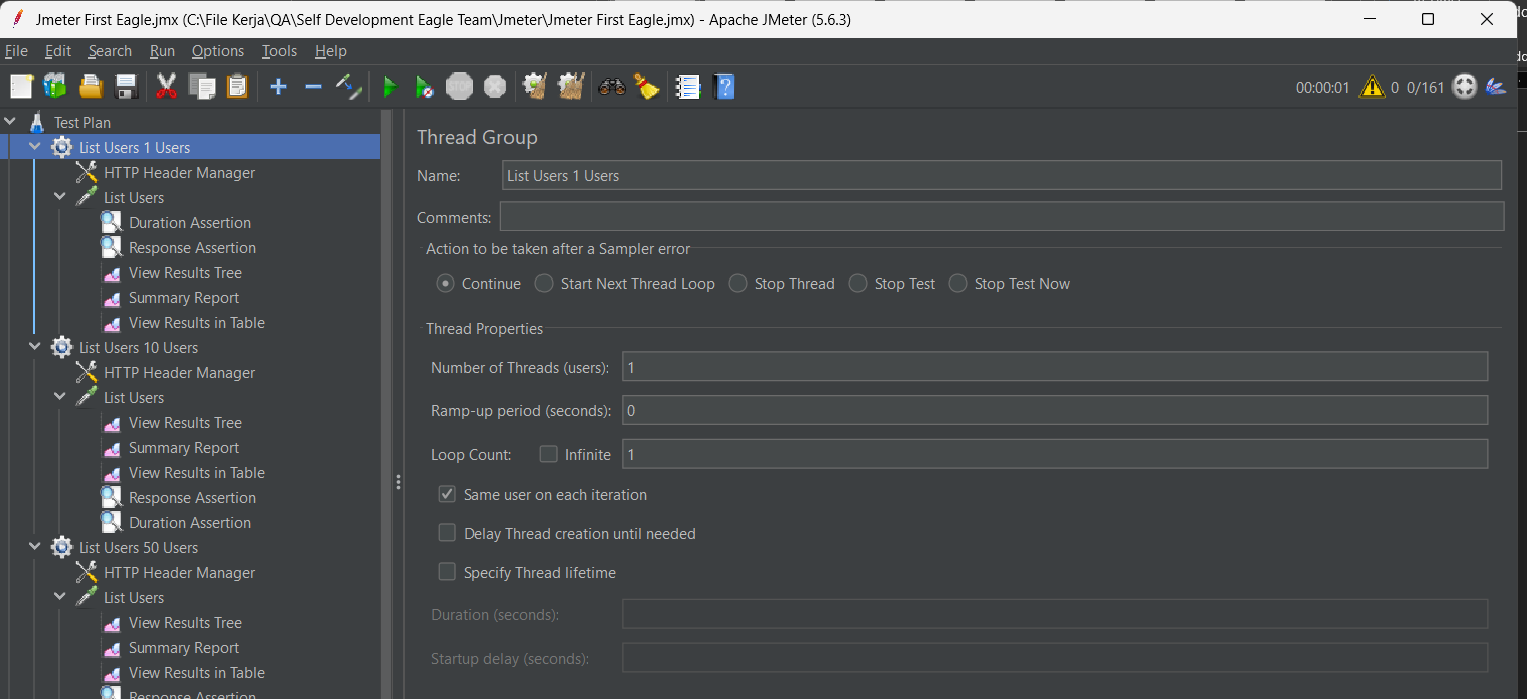 Jmeter First Eagle.jmx (C:\File Kerja\QA\Self Development Eagle Team\Jmeter\Jmeter First Eagle.jmx) - Apache JMeter (5.6.3)
File Edit Search Run Options Tools Help
STOP 00:00:01 0 0/161
Test Plan
List Users 1 Users
HTTP Header Manager
List Users
Duration Assertion
Response Assertion
View Results Tree
Summary Report
View Results in Table
List Users 10 Users
HTTP Header Manager
List Users
View Results Tree
Summary Report
View Results in Table
Response Assertion
Duration Assertion
List Users 50 Users
HTTP Header Manager
List Users
View Results Tree
Summary Report
View Results in Table
Response Assertion
Thread Group
Name: List Users 1 Users
Comments:
Action to be taken after a Sampler error
Continue Start Next Thread Loop Stop Thread Stop Test Stop Test Now
Thread Properties
Number of Threads (users): 1
Ramp-up period (seconds): 0
Loop Count: Infinite 1
Same user on each iteration
Delay Thread creation until needed
Specify Thread lifetime
Duration (seconds):
Startup delay (seconds):